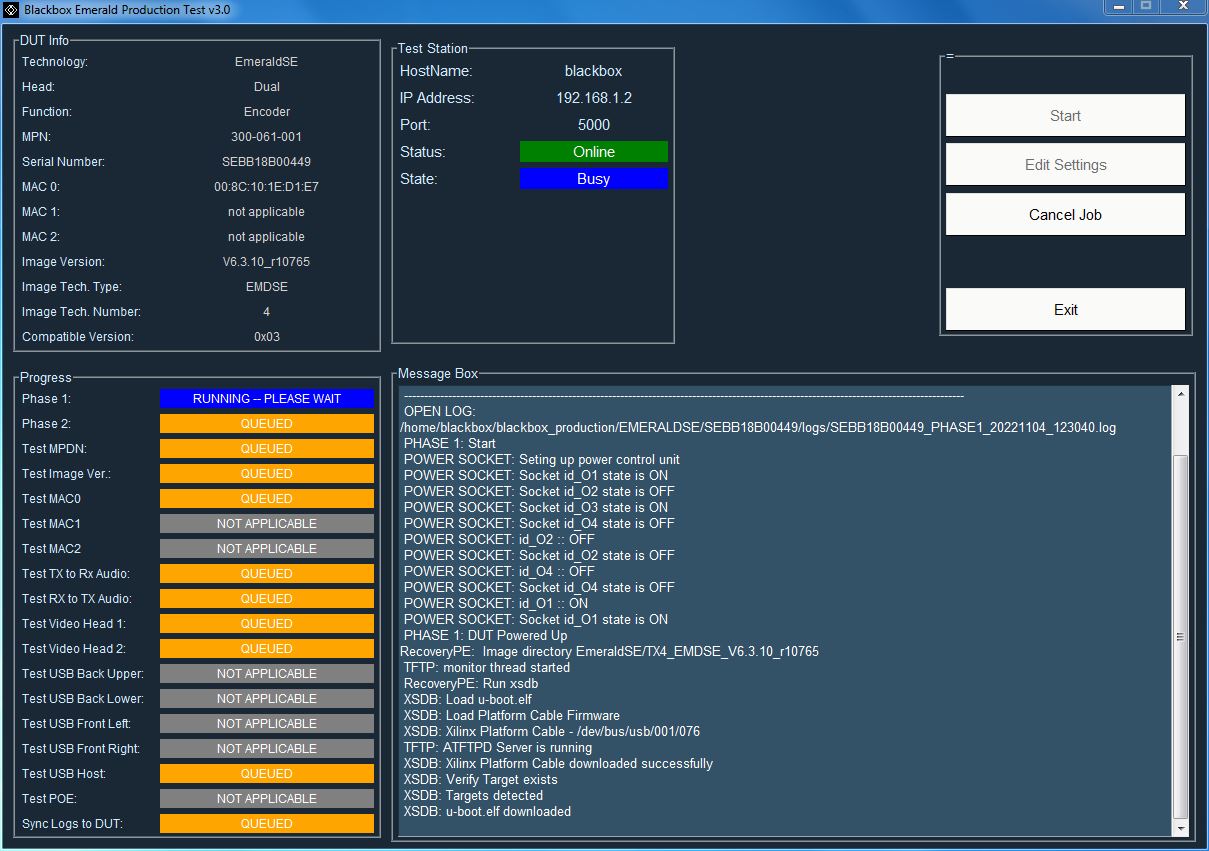 Blackbox Emerald Production Test v3.0
DUT Info
Technology: EmeraldSE
Head: Dual
Function: Encoder
MPN: 300-061-001
Serial Number: SEBB18B00449
MAC 0: 00:8C:10:1E:D1:E7
MAC 1: not applicable
MAC 2: not applicable
Image Version: V6.3.10_r10765
Image Tech. Type: EMDSE
Image Tech. Number: 4
Compatible Version: 0x03
Test Station
HostName: blackbox
IP Address: 192.168.1.2
Port: 5000
Status: Online
State: Busy
=
Start
Edit Settings
Cancel Job
Exit
Progress
Phase 1: RUNNING -- PLEASE WAIT
Phase 2: QUEUED
Test MPDN: QUEUED
Test Image Ver.: QUEUED
Test MAC0 QUEUED
Test MAC1 NOT APPLICABLE
Test MAC2 NOT APPLICABLE
Test TX to Rx Audio: QUEUED
Test RX to TX Audio: QUEUED
Test Video Head 1: QUEUED
Test Video Head 2: QUEUED
Test USB Back Upper: NOT APPLICABLE
Test USB Back Lower: NOT APPLICABLE
Test USB Front Left: NOT APPLICABLE
Test USB Front Right: NOT APPLICABLE
Test USB Host: QUEUED
Test POE: NOT APPLICABLE
Sync Logs to DUT: QUEUED
Message Box
OPEN LOG:
/home/blackbox/blackbox_production/EMERALDSE/SEBB18B00449/logs/SEBB18B00449_PHASE1_20221104_123040.log
PHASE 1: Start
POWER SOCKET: Seting up power control unit
POWER SOCKET: Socket id_O1 state is ON
POWER SOCKET: Socket id_O2 state is OFF
POWER SOCKET: Socket id_O3 state is ON
POWER SOCKET: Socket id_O4 state is OFF
POWER SOCKET: id_O2 :: OFF
POWER SOCKET: Socket id_O2 state is OFF
POWER SOCKET: id_O4 :: OFF
POWER SOCKET: Socket id_O4 state is OFF
POWER SOCKET: id_O1 :: ON
POWER SOCKET: Socket id_O1 state is ON
PHASE 1: DUT Powered Up
RecoveryPE: Image directory EmeraldSE/TX4_EMDSE_V6.3.10_r10765
TFTP: monitor thread started
RecoveryPE: Run xsdb
XSDB: Load u-boot.elf
XSDB: Load Platform Cable Firmware
XSDB: Xilinx Platform Cable - /dev/bus/usb/001/076
TFTP: ATFTPD Server is running
XSDB: Xilinx Platform Cable downloaded successfully
XSDB: Verify Target exists
XSDB: Targets detected
XSDB: u-boot.elf downloaded